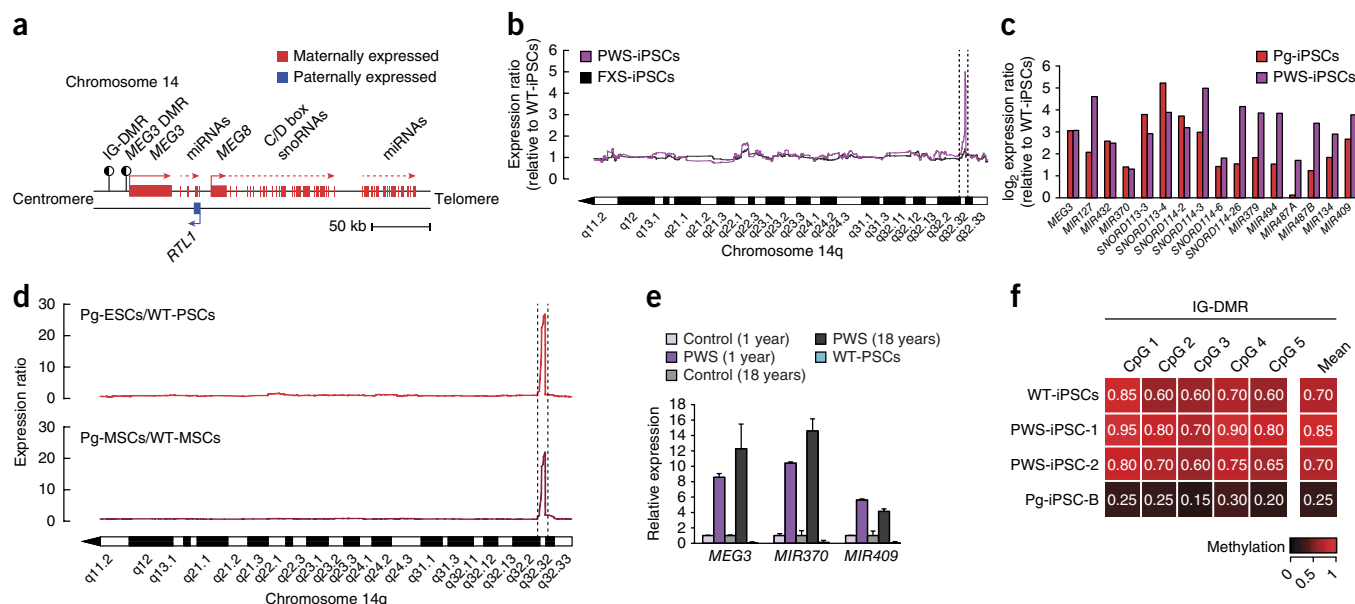 a
Maternally expressed
Paternally expressed
Chromosome 14
IG-DMR
MEG3 DMR
MEG3
miRNAs
MEG8
C/D box
snoRNAs
miRNAs
Centromere
Telomere
RTL1
50 kb
b
PWS-iPSCs
FXS-iPSCs
Expression ratio
(relative to WT-iPSCs)
6
5
4
3
2
1
0
q11.2
q12
q13.1
q21.1
q21.2
q21.3
q22.1
q22.3
q23.1
q23.2
q23.3
q24.1
q24.2
q24.3
q31.1
q31.3
q32.11
q32.12
q32.13
q32.2
q32.32
q32.33
Chromosome 14q
c
Pg-iPSCs
PWS-iPSCs
log2 expression ratio
(relative to WT-iPSCs)
6
5
4
3
2
1
0
MEG3
MIR127
MIR432
MIR370
SNORD113-3
SNORD113-4
SNORD114-2
SNORD114-3
SNORD114-6
SNORD114-26
MIR379
MIR494
MIR487A
MIR487B
MIR134
MIR409
d
Expression ratio
30
20
10
0
Pg-ESCs/WT-PSCs
30
20
10
0
Pg-MSCs/WT-MSCs
q11.2
q12
q13.1
q21.1
q21.2
q21.3
q22.1
q22.3
q23.1
q23.2
q23.3
q24.1
q24.2
q24.3
q31.1
q31.3
q32.11
q32.12
q32.13
q32.2
q32.32
q32.33
Chromosome 14q
e
Control (1 year)
PWS (1 year)
Control (18 years)
PWS (18 years)
WT-PSCs
Relative expression
18
16
14
12
10
8
6
4
2
0
MEG3
MIR370
MIR409
f
IG-DMR
CpG 1
CpG 2
CpG 3
CpG 4
CpG 5
Mean
WT-iPSCs 0.85 0.60 0.60 0.70 0.60 0.70
PWS-iPSC-1 0.95 0.80 0.70 0.90 0.80 0.85
PWS-iPSC-2 0.80 0.70 0.60 0.75 0.65 0.70
Pg-iPSC-B 0.25 0.25 0.15 0.30 0.20 0.25
Methylation
0
0.5
1